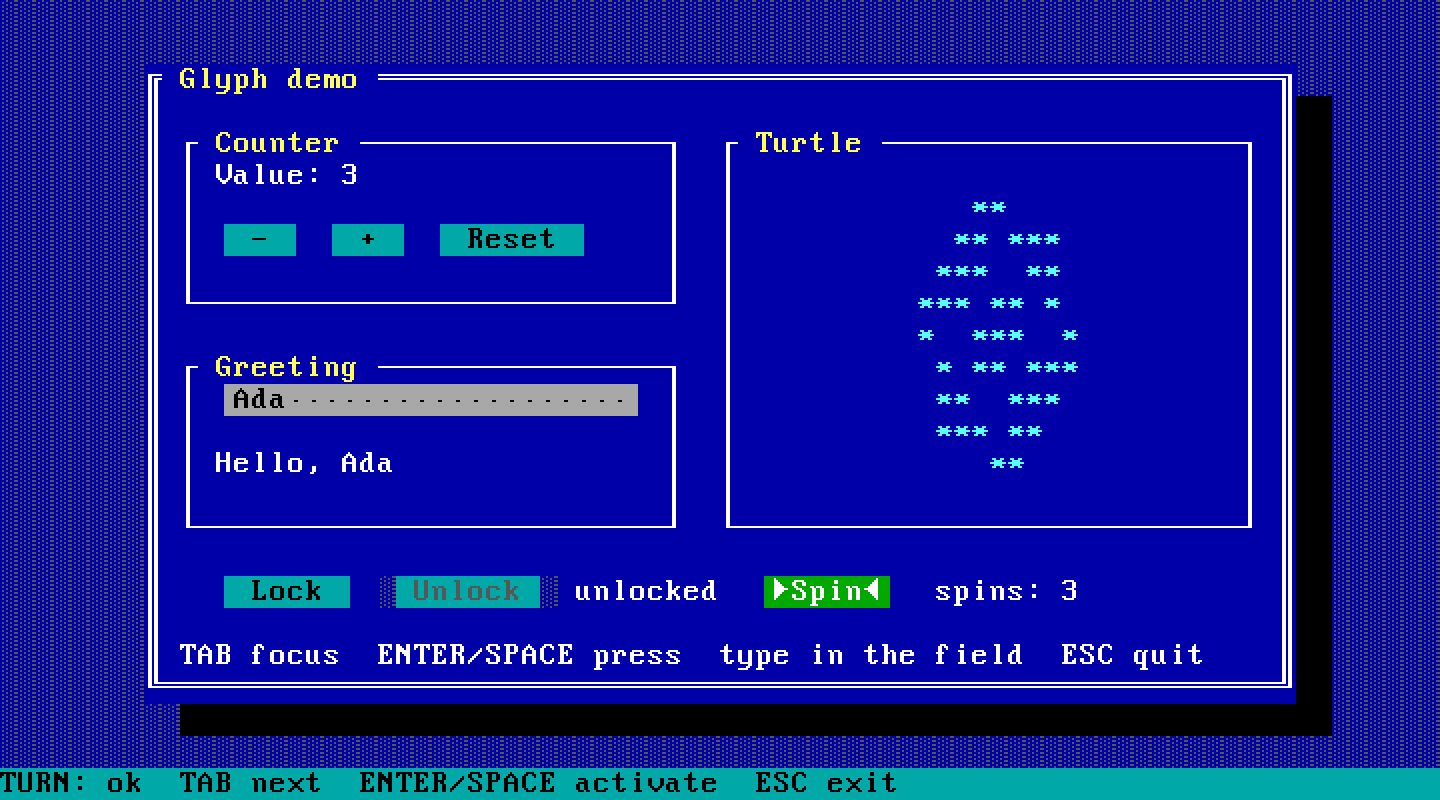 Glyph demo
Counter
Value: 3
- + Reset
Greeting
Ada··················
Hello, Ada
Turtle
**
** ***
*** **
*** ** *
* *** *
* ** ***
** ***
*** **
**
Lock Unlock unlocked ►Spin◄ spins: 3
TAB focus ENTER/SPACE press type in the field ESC quit
TURN: ok TAB next ENTER/SPACE activate ESC exit